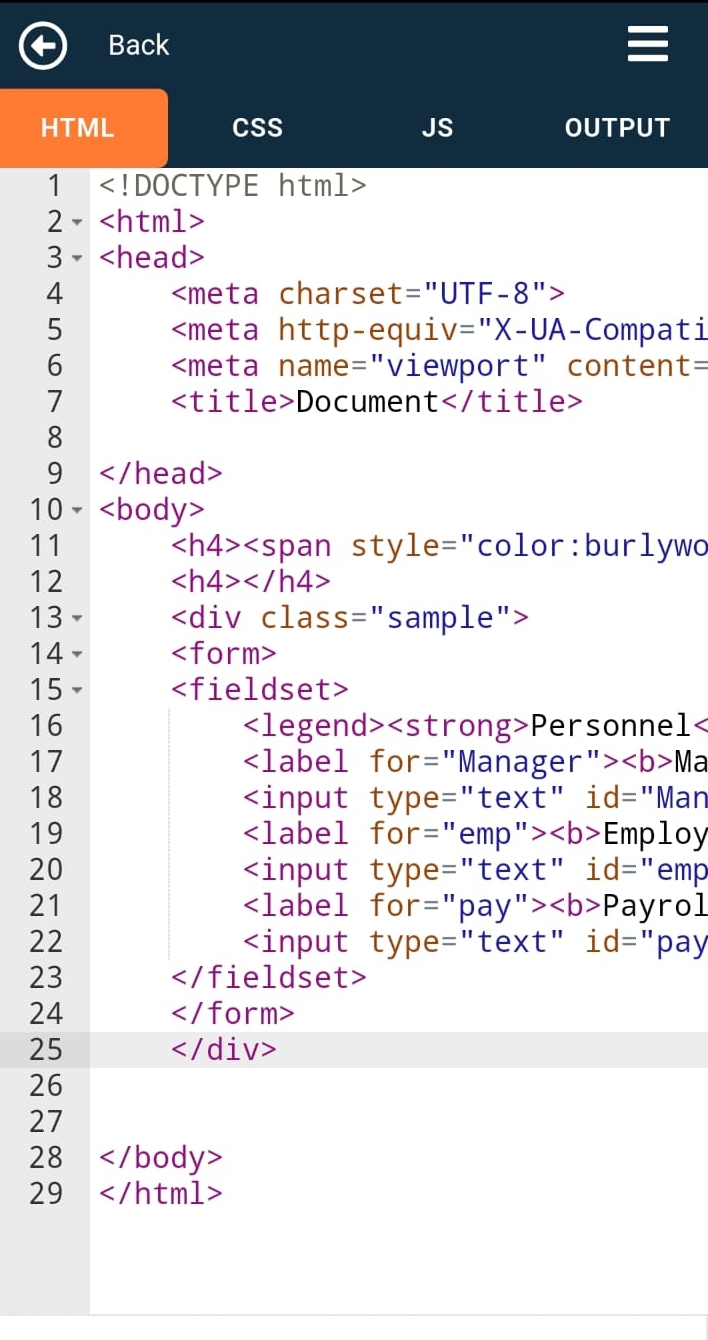 Back
HTML CSS JS OUTPUT
1 <!DOCTYPE html>
2 <html>
3 <head>
4 <meta charset="UTF-8">
5 <meta http-equiv="X-UA-Compati
6 <meta name="viewport" content=
7 <title>Document</title>
8
9 </head>
10 <body>
11 <h4><span style="color:burlywo
12 <h4></h4>
13 <div class="sample">
14 <form>
15 <fieldset>
16 <legend><strong>Personnel<
17 <label for="Manager"><b>Ma
18 <input type="text" id="Man
19 <label for="emp"><b>Employ
20 <input type="text" id="emp
21 <label for="pay"><b>Payrol
22 <input type="text" id="pay
23 </fieldset>
24 </form>
25 </div>
26
27
28 </body>
29 </html>